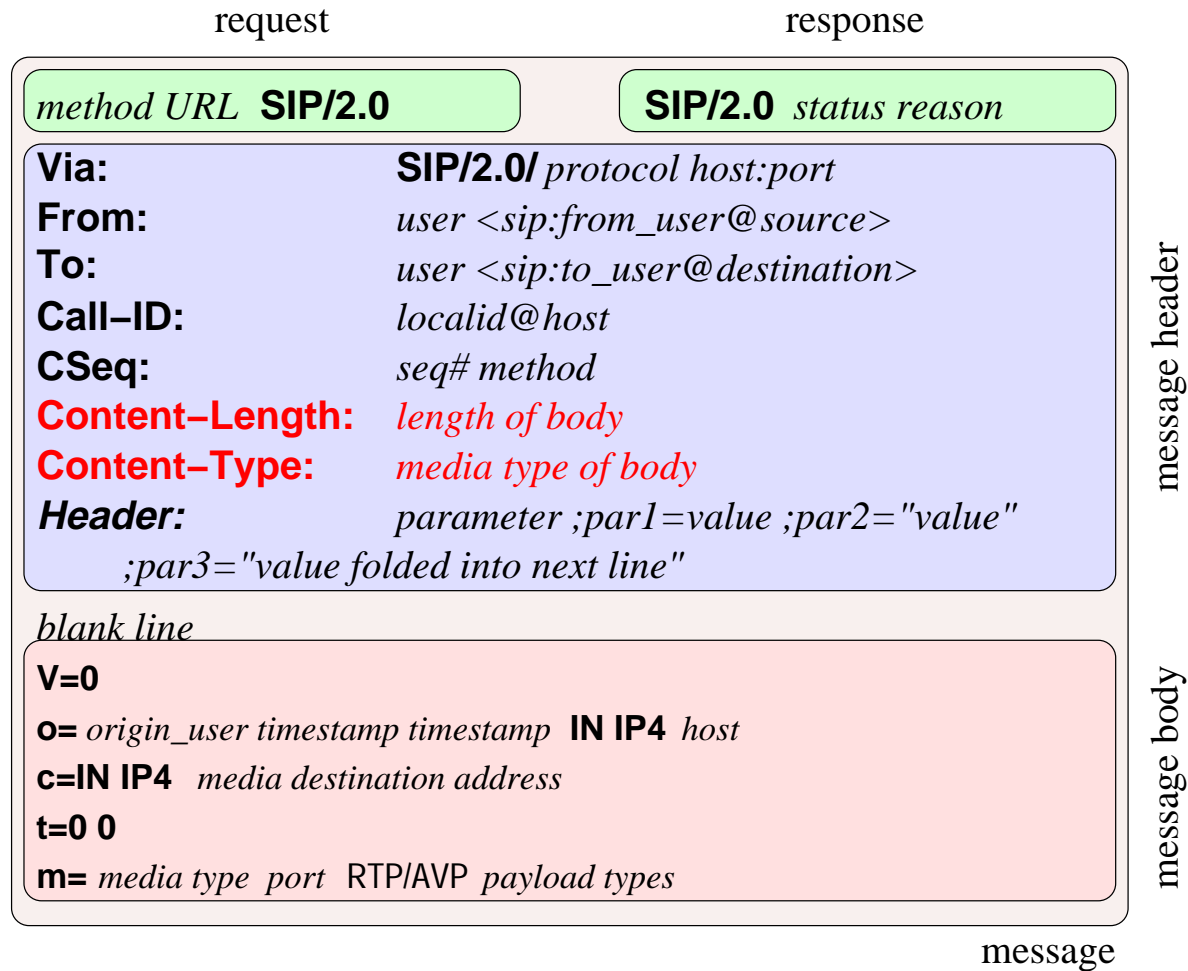 request response
method URL SIP/2.0 SIP/2.0 status reason
Via: SIP/2.0/ protocol host:port
From: user <sip:from_user@source>
To: user <sip:to_user@destination>
Call−ID: localid@host
CSeq: seq# method
Content−Length: length of body
Content−Type: media type of body
Header: parameter ;par1=value ;par2="value"
;par3="value folded into next line"
message header
blank line
V=0
o= origin_user timestamp timestamp IN IP4 host
c=IN IP4 media destination address
t=0 0
m= media type port RTP/AVP payload types
message body
message